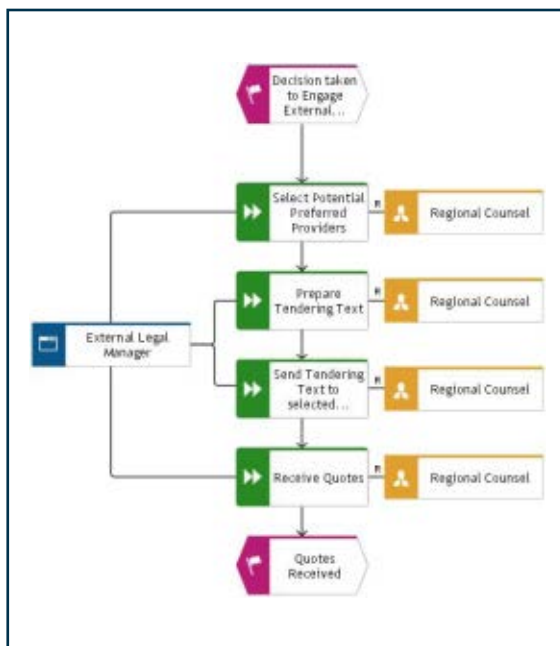 Decision taken
to Engage
External...
Select Potential
Preferred
Providers
R
Regional Counsel
Prepare
Tendering Text
R
Regional Counsel
External Legal
Manager
Send Tendering
Text to
selected...
R
Regional Counsel
Receive Quotes
R
Regional Counsel
Quotes
Received